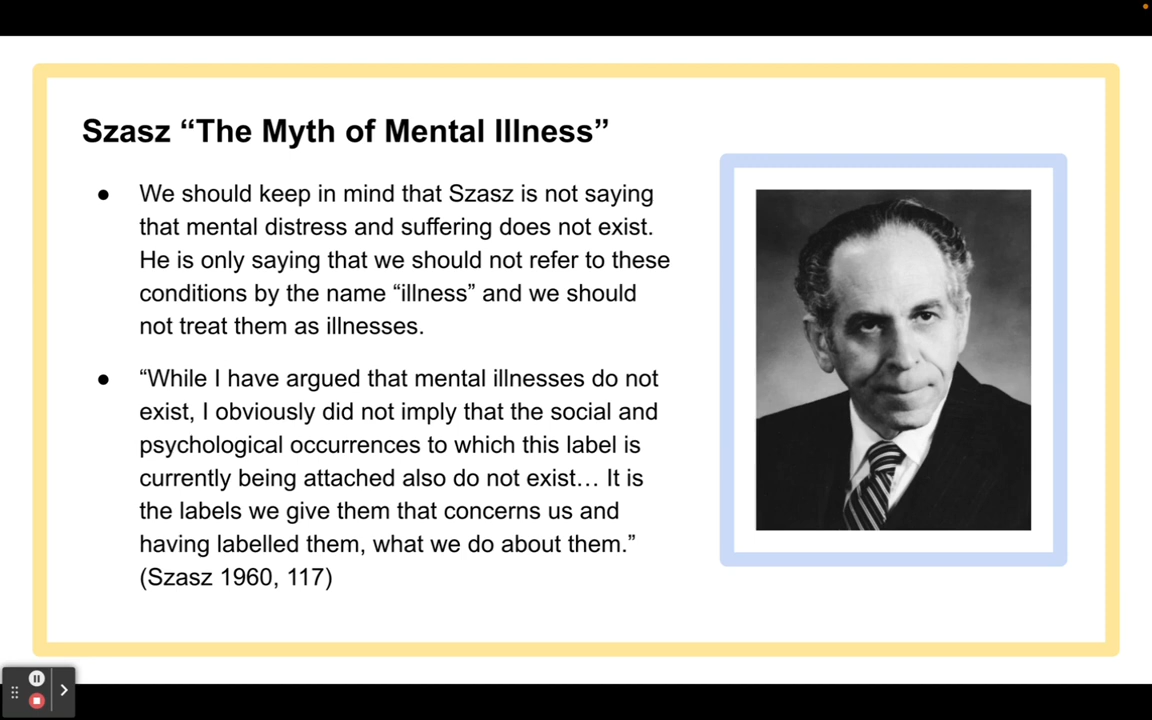 Szasz “The Myth of Mental Illness”
● We should keep in mind that Szasz is not saying
that mental distress and suffering does not exist.
He is only saying that we should not refer to these
conditions by the name “illness” and we should
not treat them as illnesses.
● “While I have argued that mental illnesses do not
exist, I obviously did not imply that the social and
psychological occurrences to which this label is
currently being attached also do not exist… It is
the labels we give them that concerns us and
having labelled them, what we do about them.”
(Szasz 1960, 117)